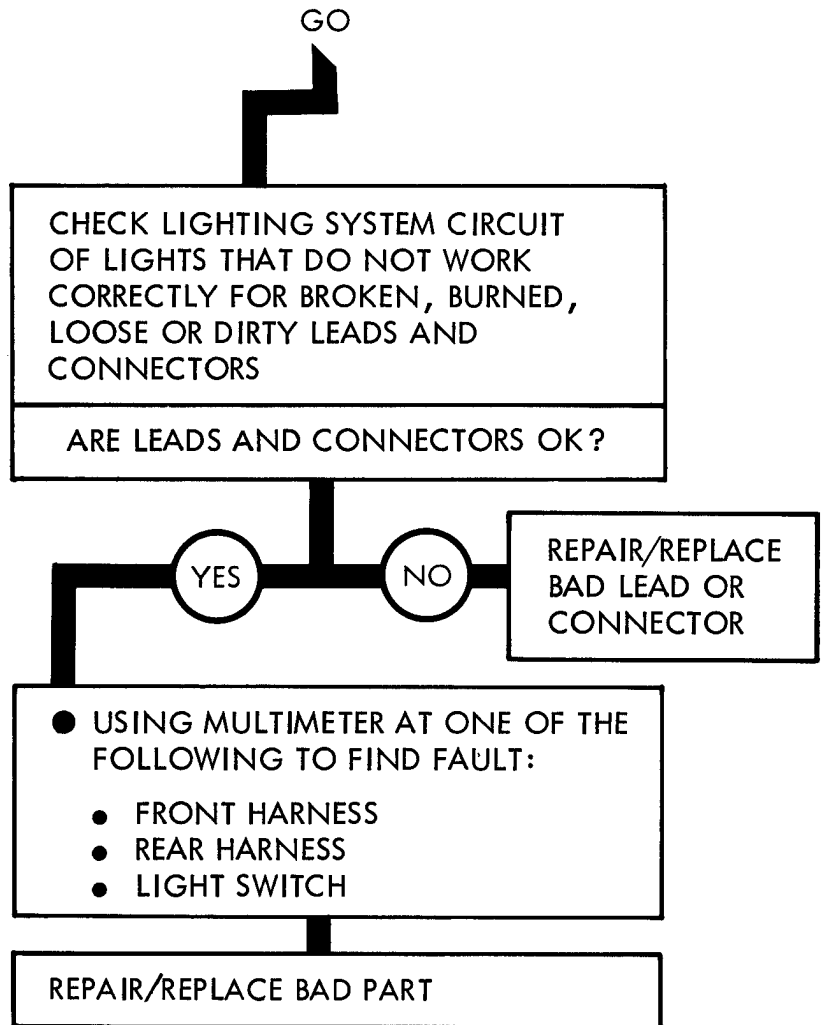 GO
CHECK LIGHTING SYSTEM CIRCUIT
OF LIGHTS THAT DO NOT WORK
CORRECTLY FOR BROKEN, BURNED,
LOOSE OR DIRTY LEADS AND
CONNECTORS
ARE LEADS AND CONNECTORS OK?
YES
NO
REPAIR/REPLACE
BAD LEAD OR
CONNECTOR
● USING MULTIMETER AT ONE OF THE
FOLLOWING TO FIND FAULT:
● FRONT HARNESS
● REAR HARNESS
● LIGHT SWITCH
REPAIR/REPLACE BAD PART